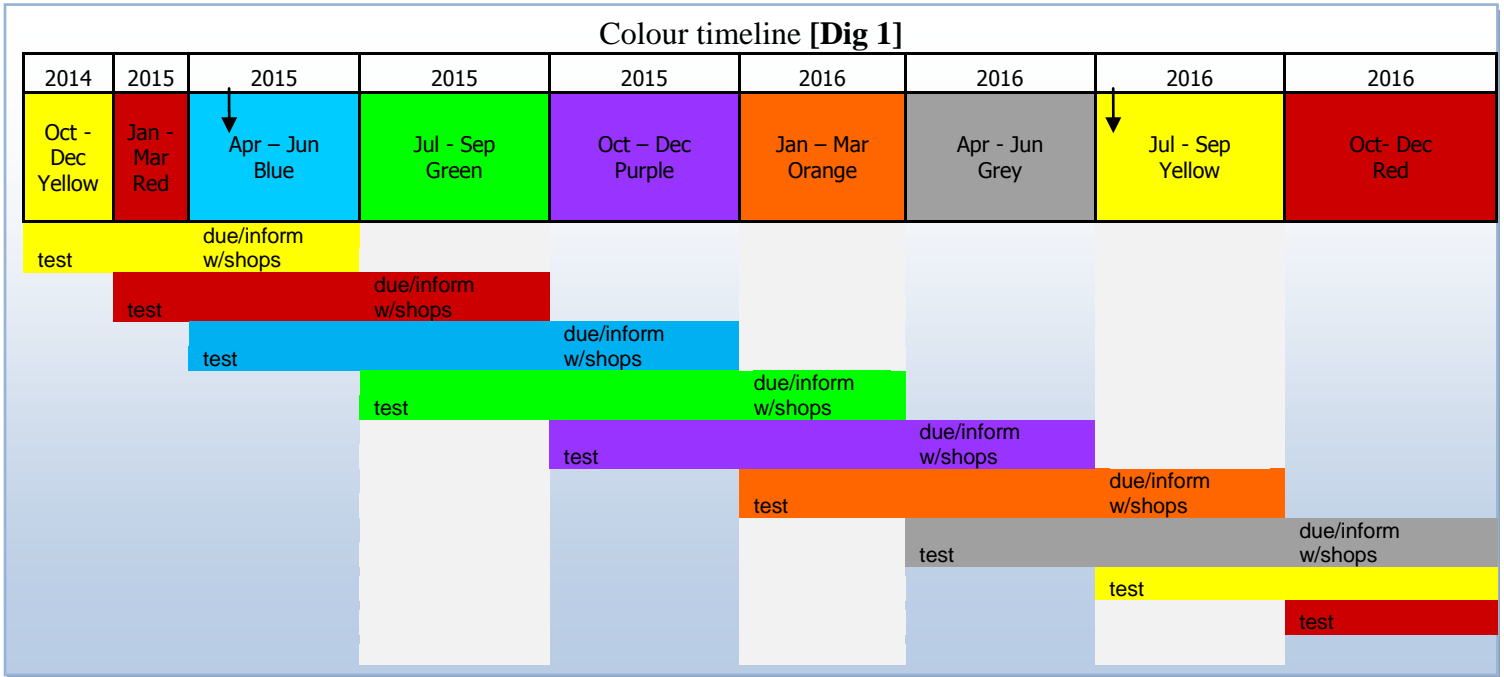 Colour timeline [Dig 1]
2014 2015 2015 2015 2015 2016 2016 2016 2016
Oct -
Dec
Yellow
Jan -
Mar
Red
Apr – Jun
Blue
Jul - Sep
Green
Oct – Dec
Purple
Jan – Mar
Orange
Apr - Jun
Grey
Jul - Sep
Yellow
Oct- Dec
Red
due/inform
test w/shops
due/inform
test w/shops
due/inform
test w/shops
due/inform
test w/shops
due/inform
test w/shops
due/inform
test w/shops
due/inform
test w/shops
test
test